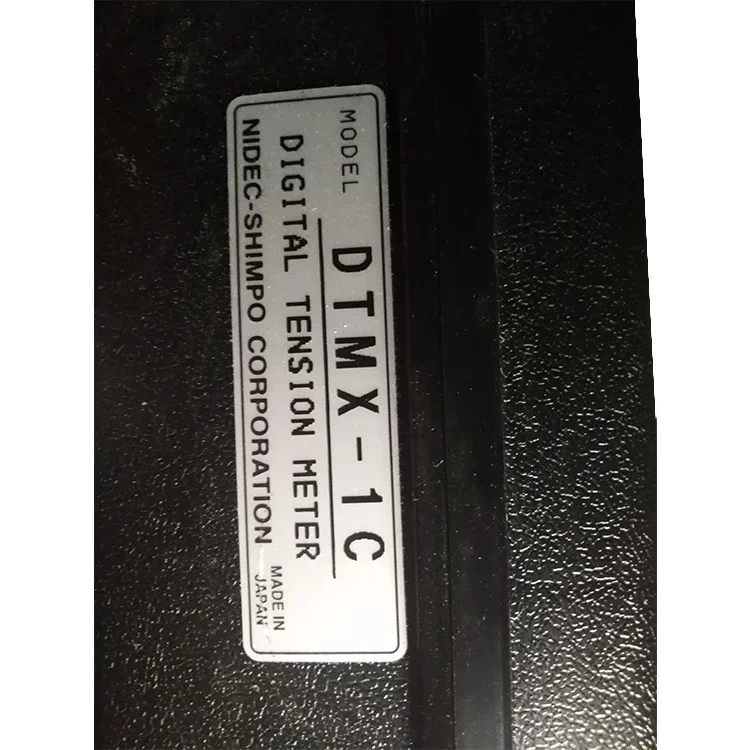 MODEL DTMX-1C
DIGITAL TENSION METER
NIDEC-SHIMPO CORPORATION MADE IN
JAPAN